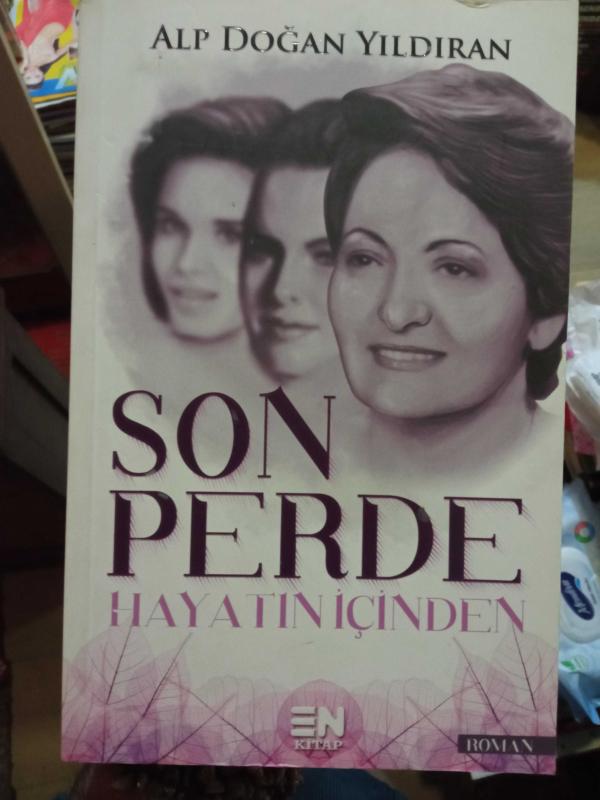 ALP DOĞAN YILDIRAN
SON
PERDE
HAYATIN İÇİNDEN
EN
KİTAP
ROMAN